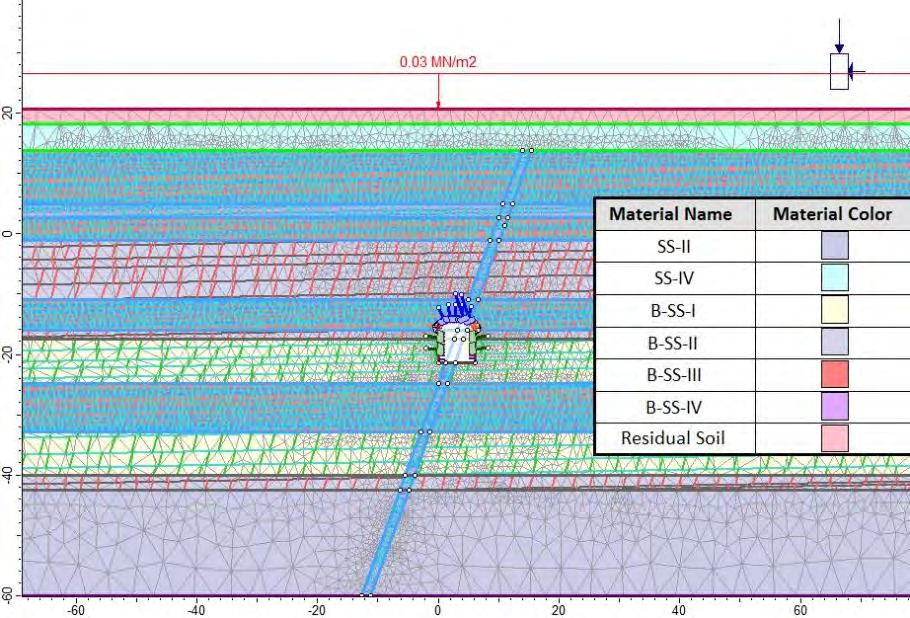 0.03 MN/m2
20
0
-20
-40
-60
-60 -40 -20 0 20 40 60
Material Name Material Color
SS-II
SS-IV
B-SS-I
B-SS-II
B-SS-III
B-SS-IV
Residual Soil